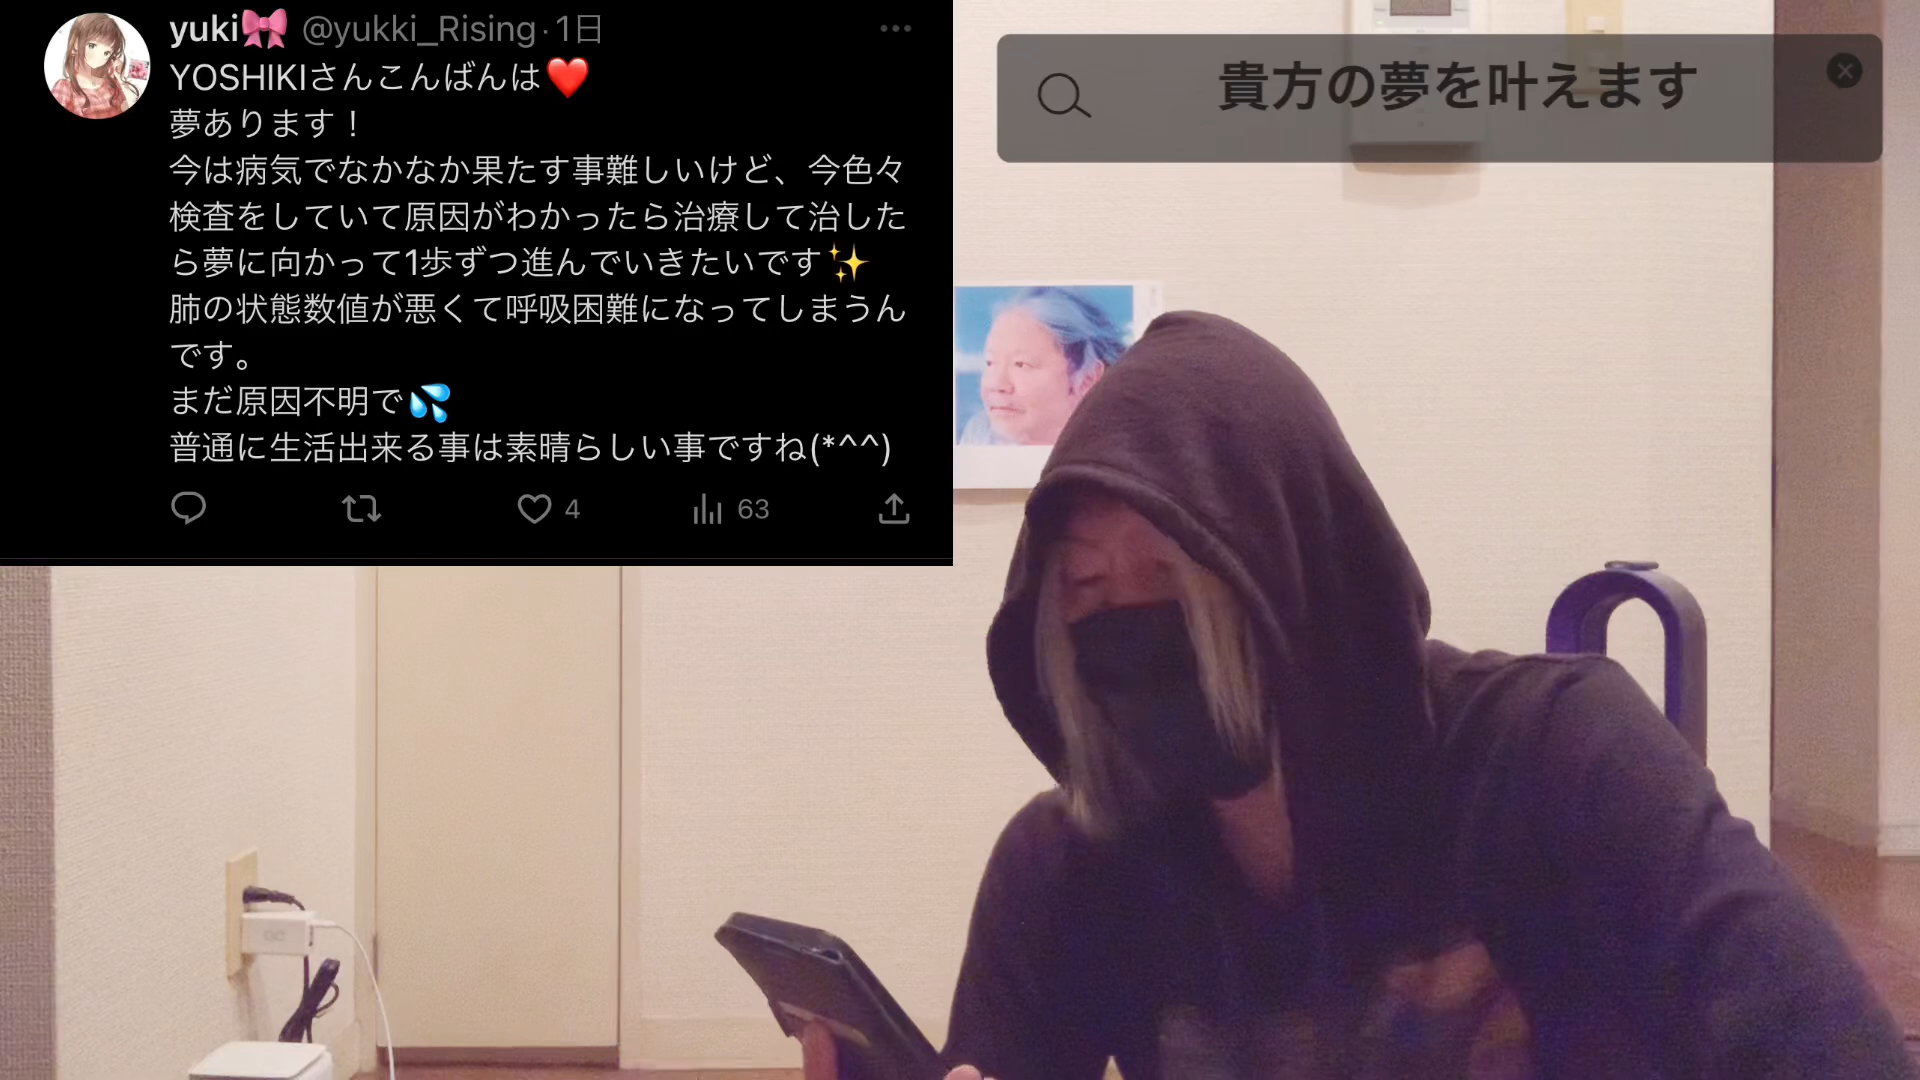 yuki🎀 @yukki_Rising · 1日
YOSHIKIさんこんばんは❤️
夢あります！
今は病気でなかなか果たす事難しいけど、今色々
検査をしていて原因がわかったら治療して治した
ら夢に向かって1歩ずつ進んでいきたいです✨
肺の状態数値が悪くて呼吸困難になってしまうん
です。
まだ原因不明で💦
普通に生活出来る事は素晴らしい事ですね(*^^)
4
63
貴方の夢を叶えます